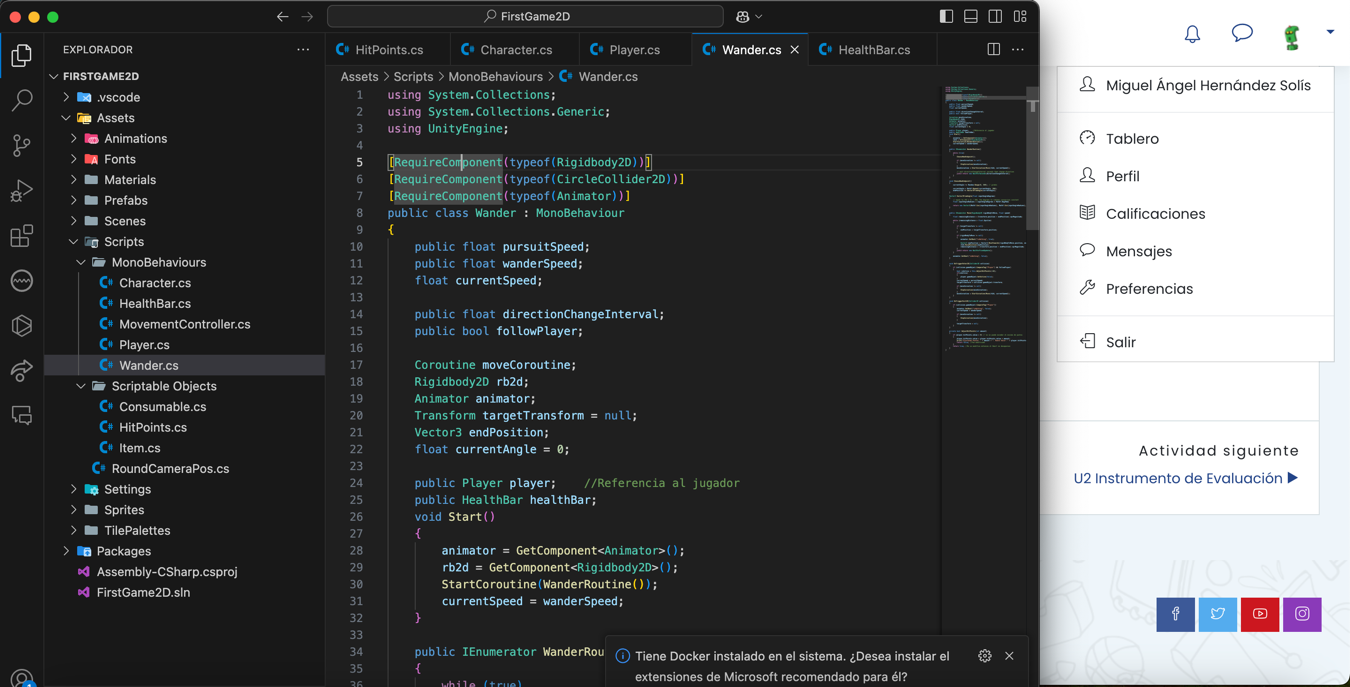 FirstGame2D
EXPLORADOR
FIRSTGAME2D
.vscode
Assets
Animations
Fonts
Materials
Prefabs
Scenes
Scripts
MonoBehaviours
Character.cs
HealthBar.cs
MovementController.cs
Player.cs
Wander.cs
Scriptable Objects
Consumable.cs
HitPoints.cs
Item.cs
RoundCameraPos.cs
Settings
Sprites
TilePalettes
Packages
Assembly-CSharp.csproj
FirstGame2D.sln
HitPoints.cs Character.cs Player.cs Wander.cs HealthBar.cs
Assets > Scripts > MonoBehaviours > Wander.cs
1 using System.Collections;
2 using System.Collections.Generic;
3 using UnityEngine;
4
5 [RequireComponent(typeof(Rigidbody2D))]
6 [RequireComponent(typeof(CircleCollider2D))]
7 [RequireComponent(typeof(Animator))]
8 public class Wander : MonoBehaviour
9 {
10 public float pursuitSpeed;
11 public float wanderSpeed;
12 float currentSpeed;
13
14 public float directionChangeInterval;
15 public bool followPlayer;
16
17 Coroutine moveCoroutine;
18 Rigidbody2D rb2d;
19 Animator animator;
20 Transform targetTransform = null;
21 Vector3 endPosition;
22 float currentAngle = 0;
23
24 public Player player; //Referencia al jugador
25 public HealthBar healthBar;
26 void Start()
27 {
28 animator = GetComponent<Animator>();
29 rb2d = GetComponent<Rigidbody2D>();
30 StartCoroutine(WanderRoutine());
31 currentSpeed = wanderSpeed;
32 }
33
34 public IEnumerator WanderRou
35 {
36 while (true)
Tiene Docker instalado en el sistema. ¿Desea instalar el
extensiones de Microsoft recomendado para él?
Miguel Ángel Hernández Solís
Tablero
Perfil
Calificaciones
Mensajes
Preferencias
Salir
Actividad siguiente
U2 Instrumento de Evaluación